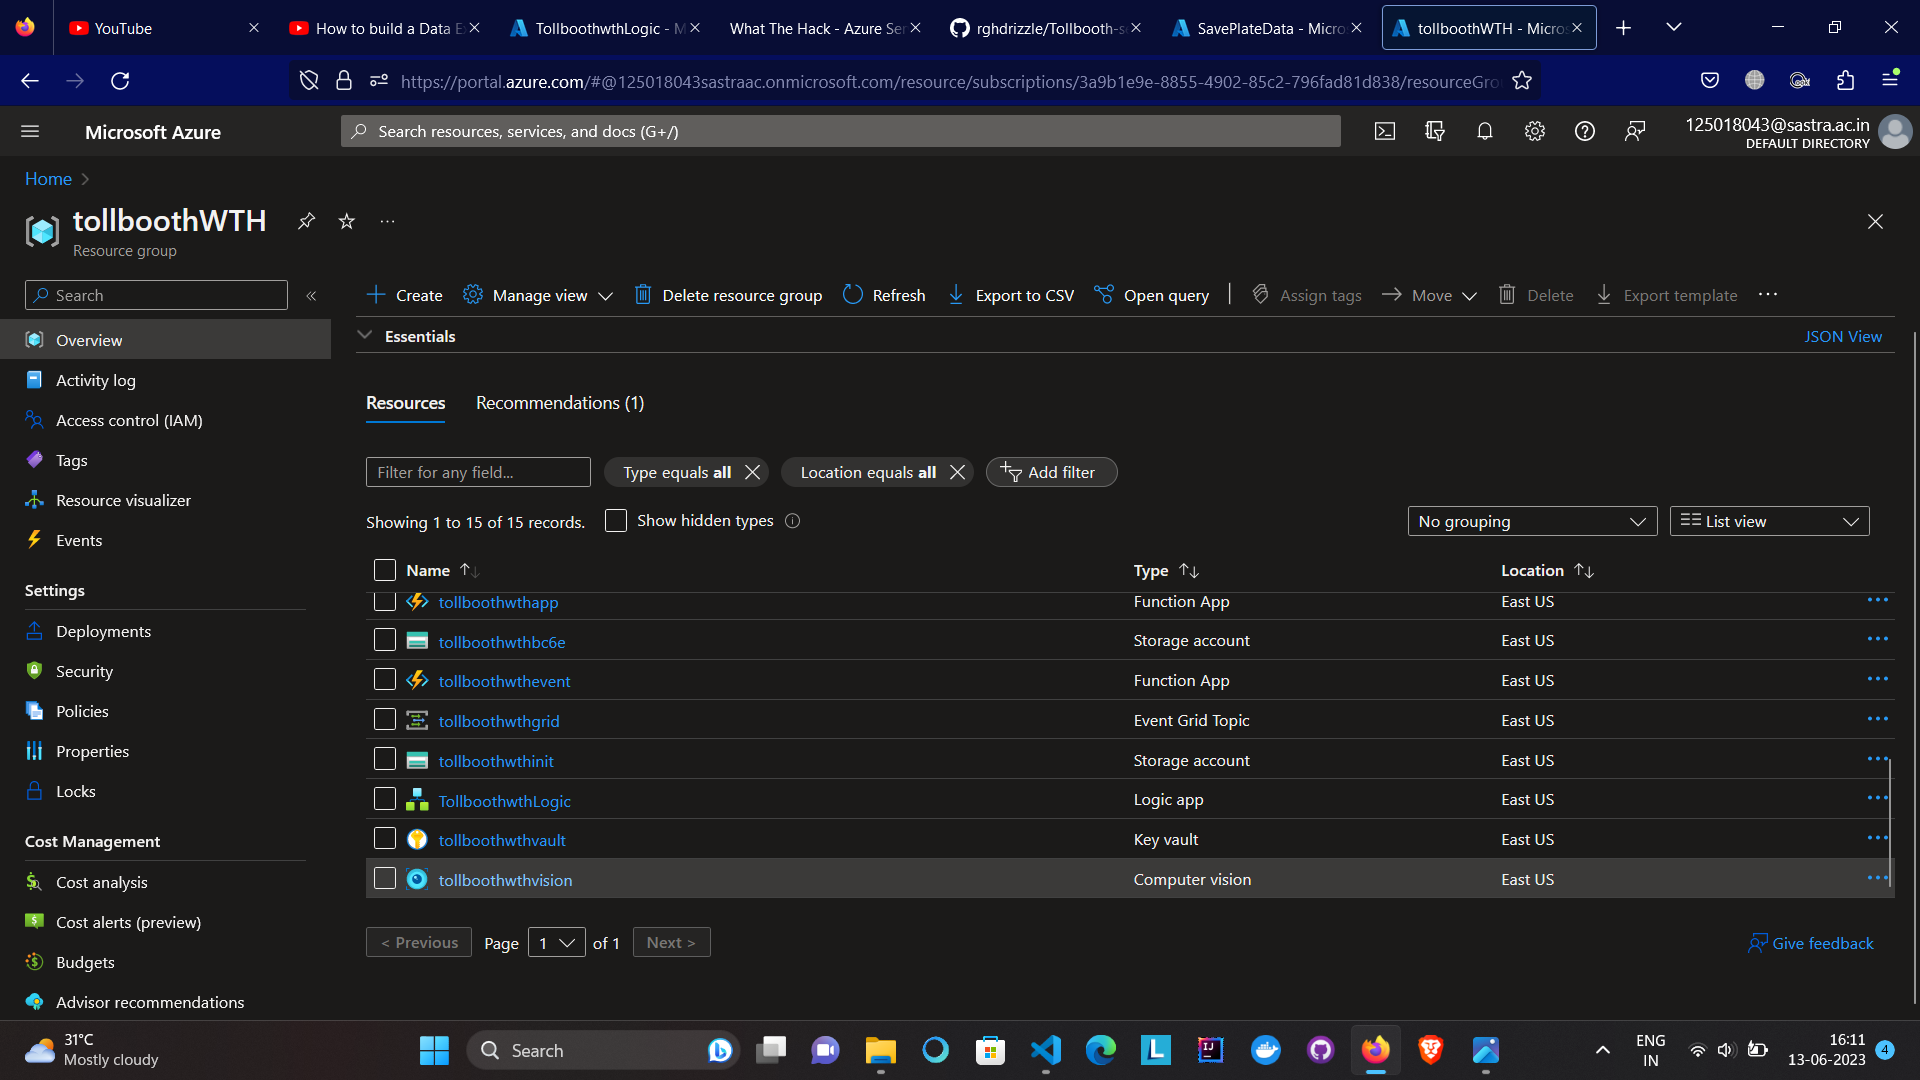 YouTube
How to build a Data E
TollboothwthLogic - M
What The Hack - Azure Ser
rghdrizzle/Tollbooth-s
SavePlateData - Micro
tollboothWTH - Micros
https://portal.azure.com/#@125018043sastraac.onmicrosoft.com/resource/subscriptions/3a9b1e9e-8855-4902-85c2-796fad81d838/resourceGro
Microsoft Azure
Search resources, services, and docs (G+/)
125018043@sastra.ac.in
DEFAULT DIRECTORY
Home
tollboothWTH
Resource group
Search
Create
Manage view
Delete resource group
Refresh
Export to CSV
Open query
Assign tags
Move
Delete
Export template
Overview
Activity log
Access control (IAM)
Tags
Resource visualizer
Events
Settings
Deployments
Security
Policies
Properties
Locks
Cost Management
Cost analysis
Cost alerts (preview)
Budgets
Advisor recommendations
Essentials
JSON View
Resources
Recommendations (1)
Filter for any field...
Type equals all
Location equals all
Add filter
Showing 1 to 15 of 15 records.
Show hidden types
No grouping
List view
Name Type Location
tollboothwthapp Function App East US
tollboothwthbc6e Storage account East US
tollboothwthevent Function App East US
tollboothwthgrid Event Grid Topic East US
tollboothwthinit Storage account East US
TollboothwthLogic Logic app East US
tollboothwthvault Key vault East US
tollboothwthvision Computer vision East US
< Previous Page 1 of 1 Next >
Give feedback
31°C
Mostly cloudy
Search
ENG
IN
16:11
13-06-2023
4